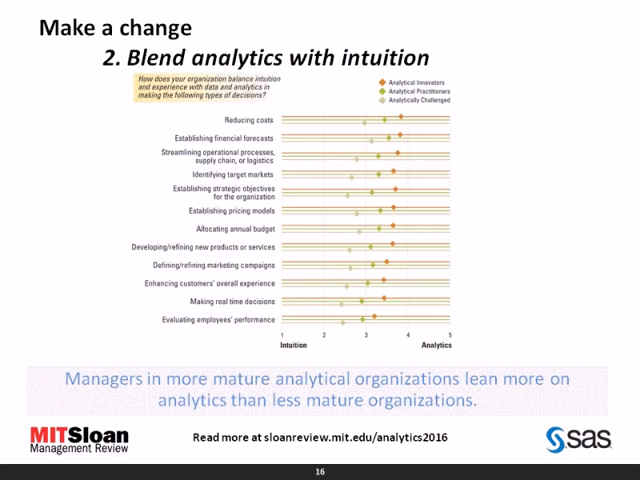 Make a change
2. Blend analytics with intuition
How does your organization balance intuition
and experience with data and analytics in
making the following types of decisions?
Analytical Innovators
Analytical Practitioners
Analytically Challenged
Reducing costs
Establishing financial forecasts
Streamlining operational processes,
supply chain, or logistics
Identifying target markets
Establishing strategic objectives
for the organization
Establishing pricing models
Allocating annual budget
Developing/refining new products or services
Defining/refining marketing campaigns
Enhancing customers' overall experience
Making real time decisions
Evaluating employees' performance
1 2 3 4 5
Intuition Analytics
Managers in more mature analytical organizations lean more on
analytics than less mature organizations.
MITSloan
Management Review
Read more at sloanreview.mit.edu/analytics2016
sas
16